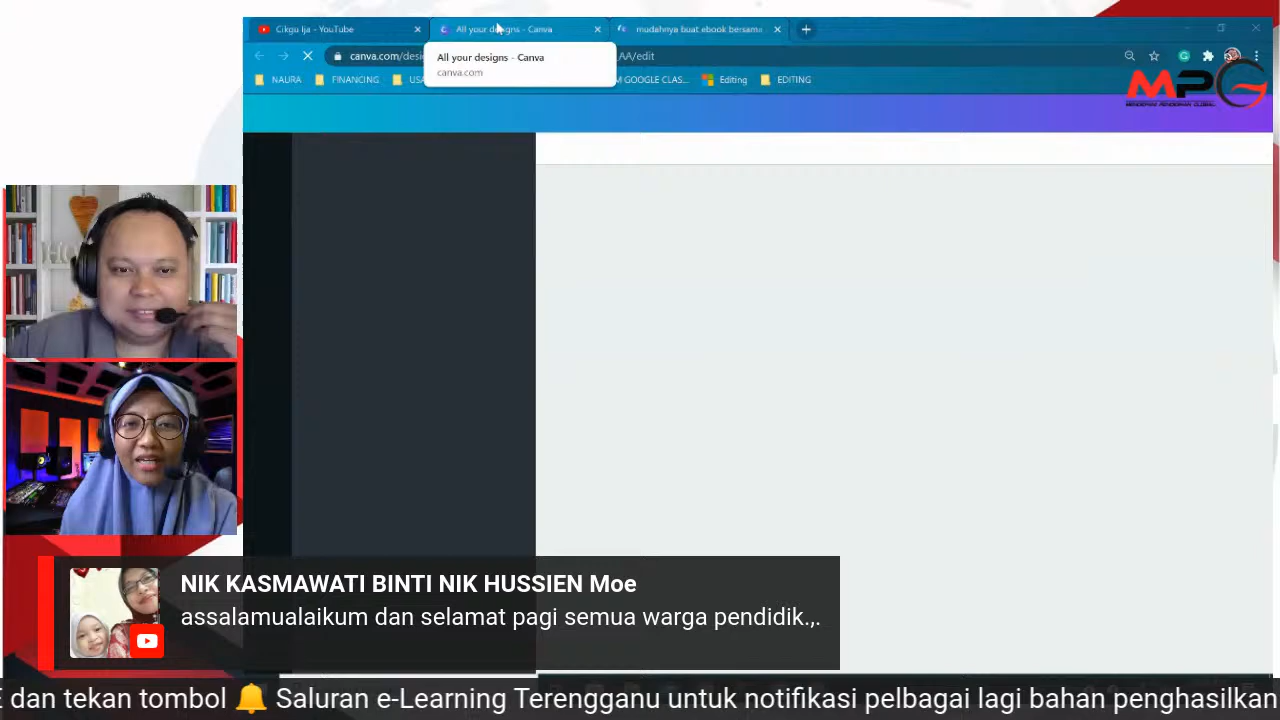 Cikgu Ija - YouTube
All your designs - Canva
mudahnya buat ebook bersama
canva.com/desi
AA/edit
All your designs - Canva
canva.com
NAURA
FINANCING
USA
M GOOGLE CLAS...
Editing
EDITING
MPG
NIK KASMAWATI BINTI NIK HUSSIEN Moe
assalamualaikum dan selamat pagi semua warga pendidik.,.
E dan tekan tombol 🔔 Saluran e-Learning Terengganu untuk notifikasi pelbagai lagi bahan penghasilkan